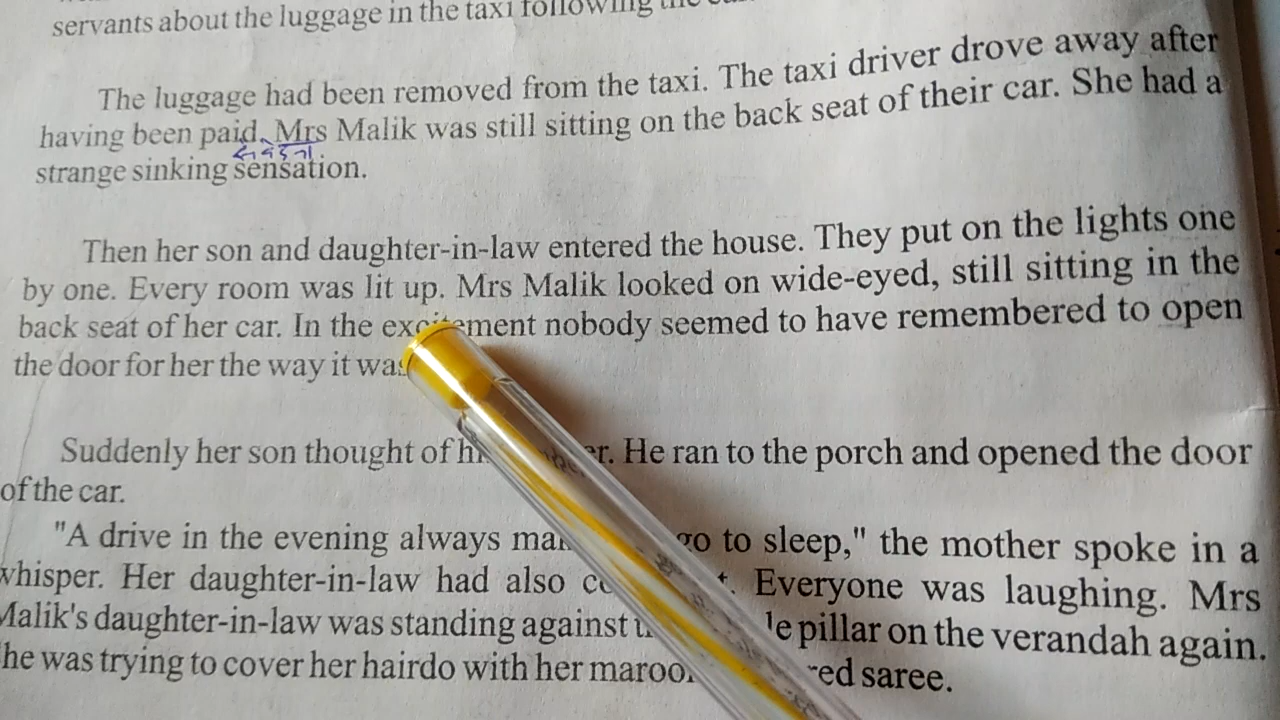 servants about the luggage in the taxi following the
The luggage had been removed from the taxi. The taxi driver drove away after
having been paid. Mrs Malik was still sitting on the back seat of their car. She had a
strange sinking sensation.
Then her son and daughter-in-law entered the house. They put on the lights one
by one. Every room was lit up. Mrs Malik looked on wide-eyed, still sitting in the
back seat of her car. In the excitement nobody seemed to have remembered to open
the door for her the way it was
Suddenly her son thought of He ran to the porch and opened the door
of the car.
"A drive in the evening always go to sleep," the mother spoke in a
whisper. Her daughter-in-law had also Everyone was laughing. Mrs
Malik's daughter-in-law was standing against pillar on the verandah again.
She was trying to cover her hairdo with her saree.